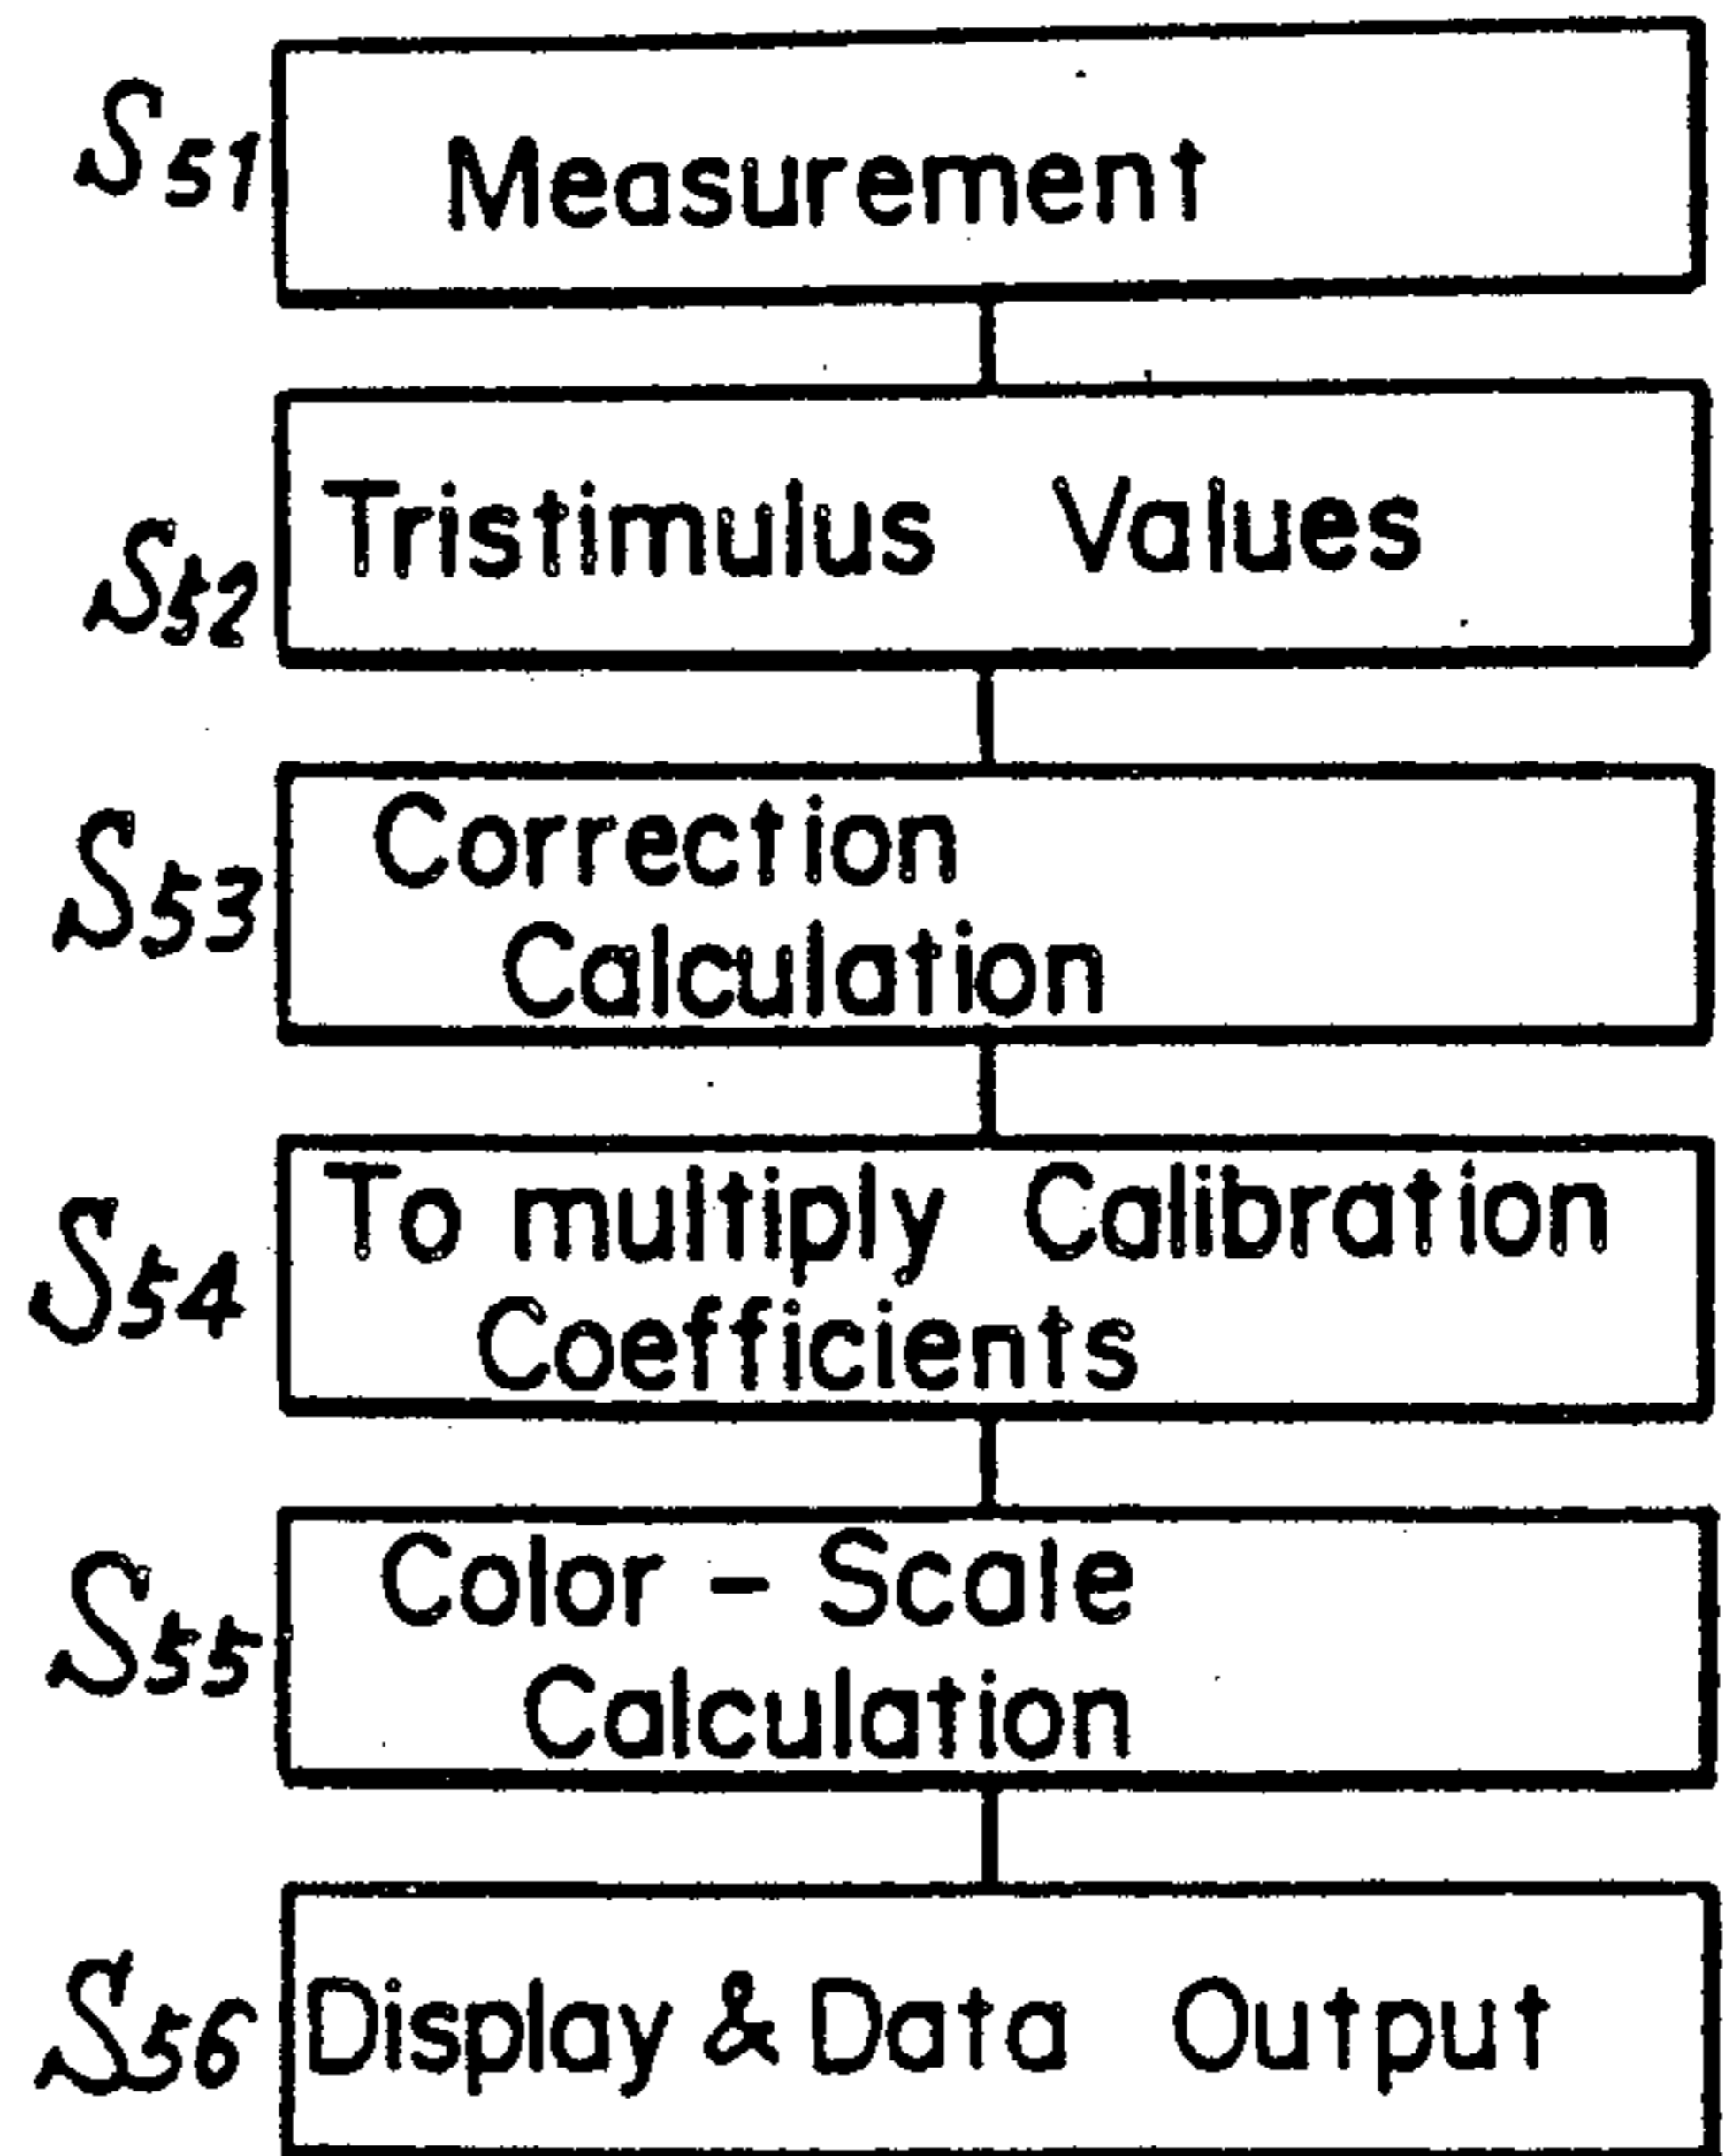 S51 Measurement
S52 Tristimulus Values
S53 Correction
Calculation
S54 To multiply Calibration
Coefficients
S55 Color - Scale
Calculation
S56 Display & Data Output